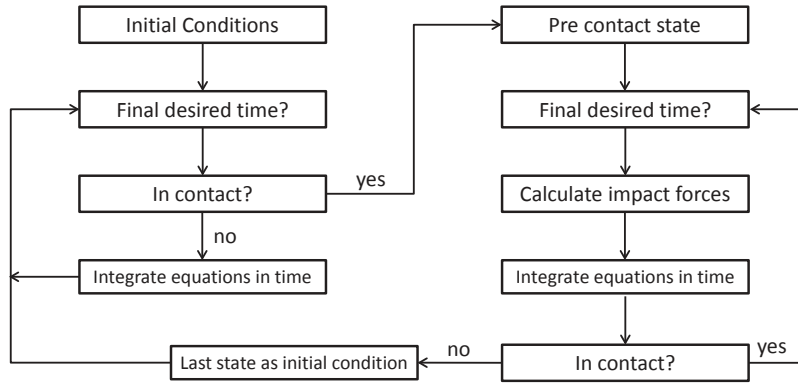 Initial Conditions
Final desired time?
In contact?
yes
no
Integrate equations in time
Last state as initial condition
Pre contact state
Final desired time?
Calculate impact forces
Integrate equations in time
In contact?
no
yes